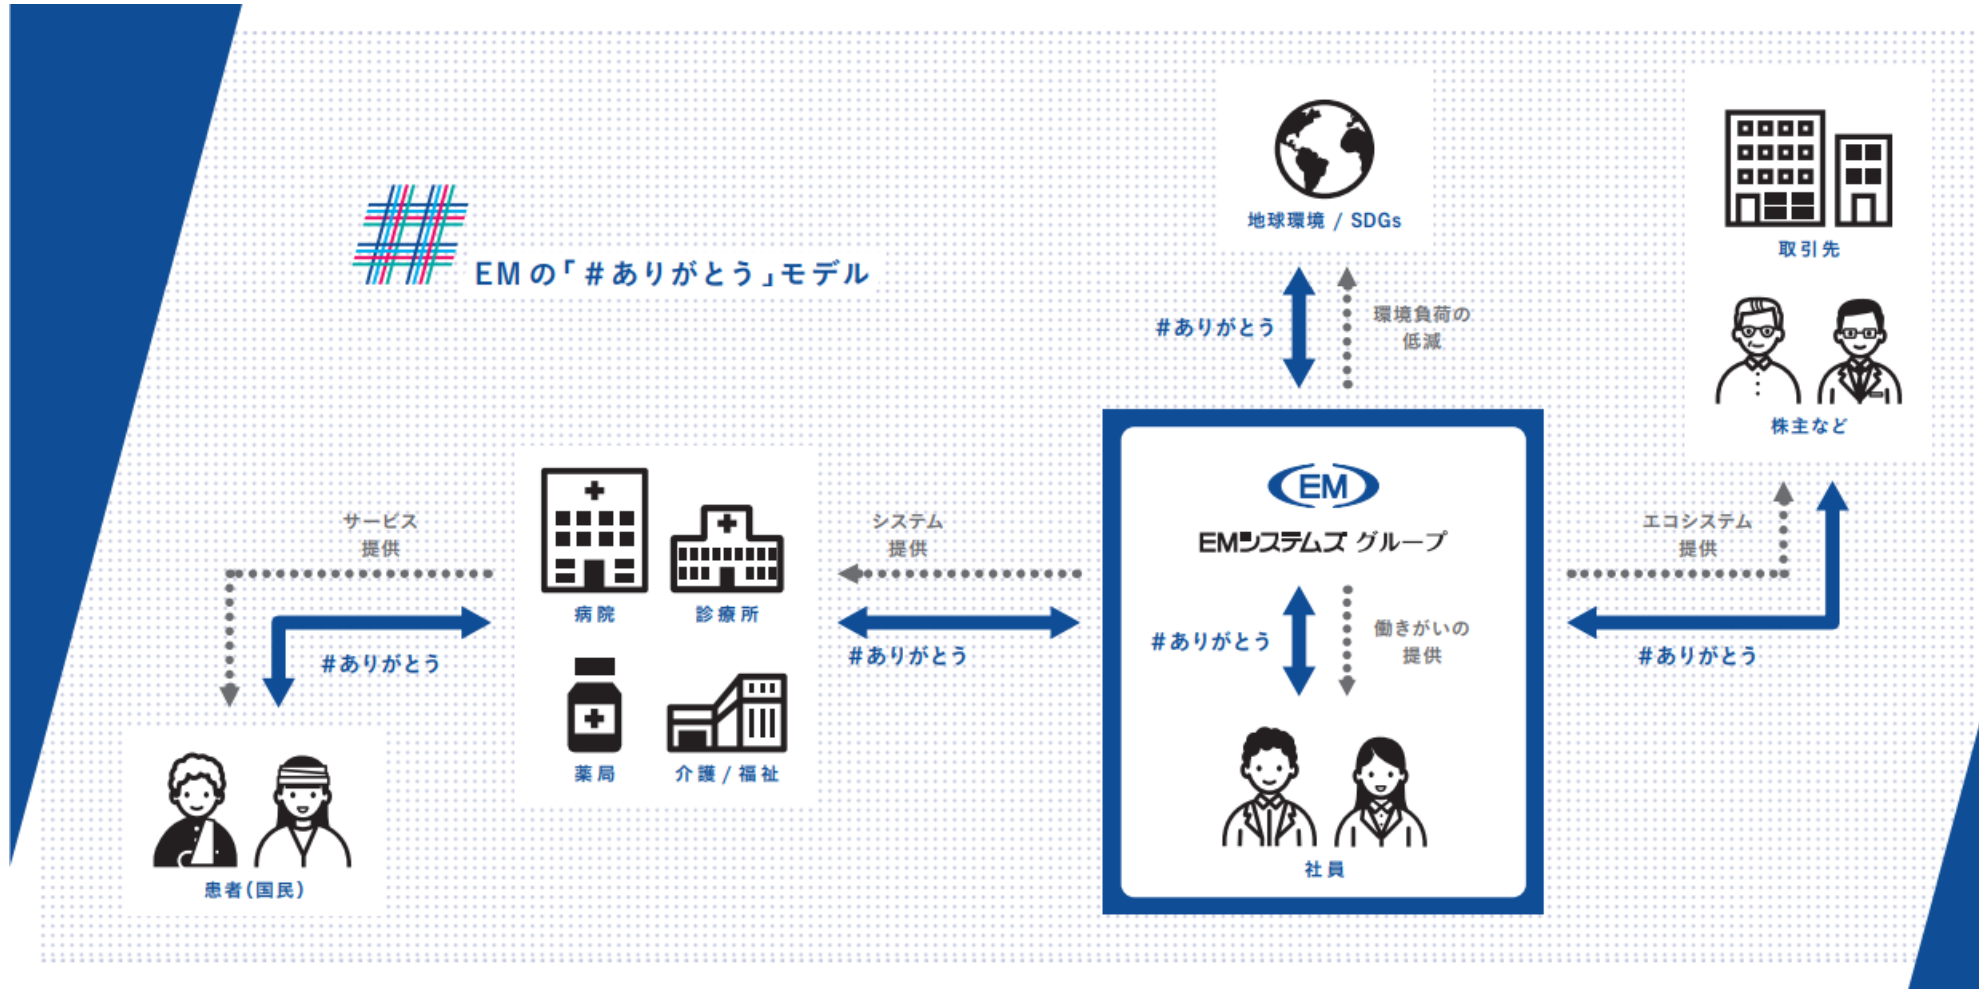 EMの「#ありがとう」モデル
地球環境 / SDGs
#ありがとう
環境負荷の
低減
取引先
株主など
サービス
提供
#ありがとう
病院
診療所
薬局
介護/福祉
患者(国民)
システム
提供
#ありがとう
EM
EMシステムズ グループ
#ありがとう
働きがいの
提供
社員
エコシステム
提供
#ありがとう